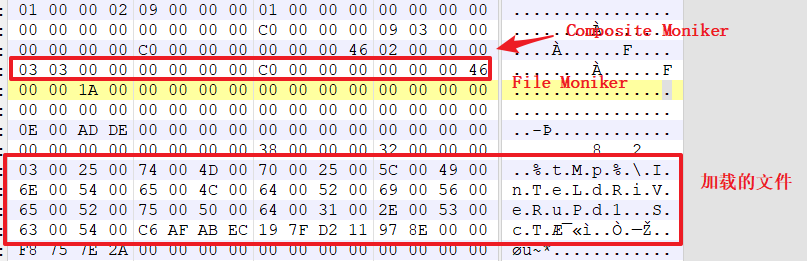 01 00 00 02 09 00 00 00 01 00 00 00 00 00 00 00 ................
00 00 00 00 00 00 00 00 C0 00 00 00 09 03 00 00 ........À.......
Composite Moniker
00 00 00 00 C0 00 00 00 00 00 00 46 02 00 00 00 ....À......F....
03 03 00 00 00 00 00 00 C0 00 00 00 00 00 00 46 ........À......F
File Moniker
00 00 1A 00 00 00 00 00 00 00 00 00 00 00 00 00 ................
00 00 00 00 00 00 00 00 00 00 00 00 00 00 00 00 ................
0E 00 AD DE 00 00 00 00 00 00 00 00 00 00 00 00 ..-Þ............
00 00 00 00 00 00 00 00 38 00 00 00 32 00 00 00 ........8...2...
03 00 25 00 74 00 4D 00 70 00 25 00 5C 00 49 00 ..%.t.M.p.%.\.I.
6E 00 54 00 65 00 4C 00 64 00 52 00 69 00 56 00 n.T.e.L.d.R.i.V.
加载的文件
65 00 52 00 75 00 50 00 64 00 31 00 2E 00 53 00 e.R.u.P.d.1...S.
63 00 54 00 C6 AF AB EC 19 7F D2 11 97 8E 00 00 c.T.Æ¯«ì..Ò.—Ž..
F8 75 7E 2A 00 00 00 00 00 00 00 00 00 00 00 00 øu~*............